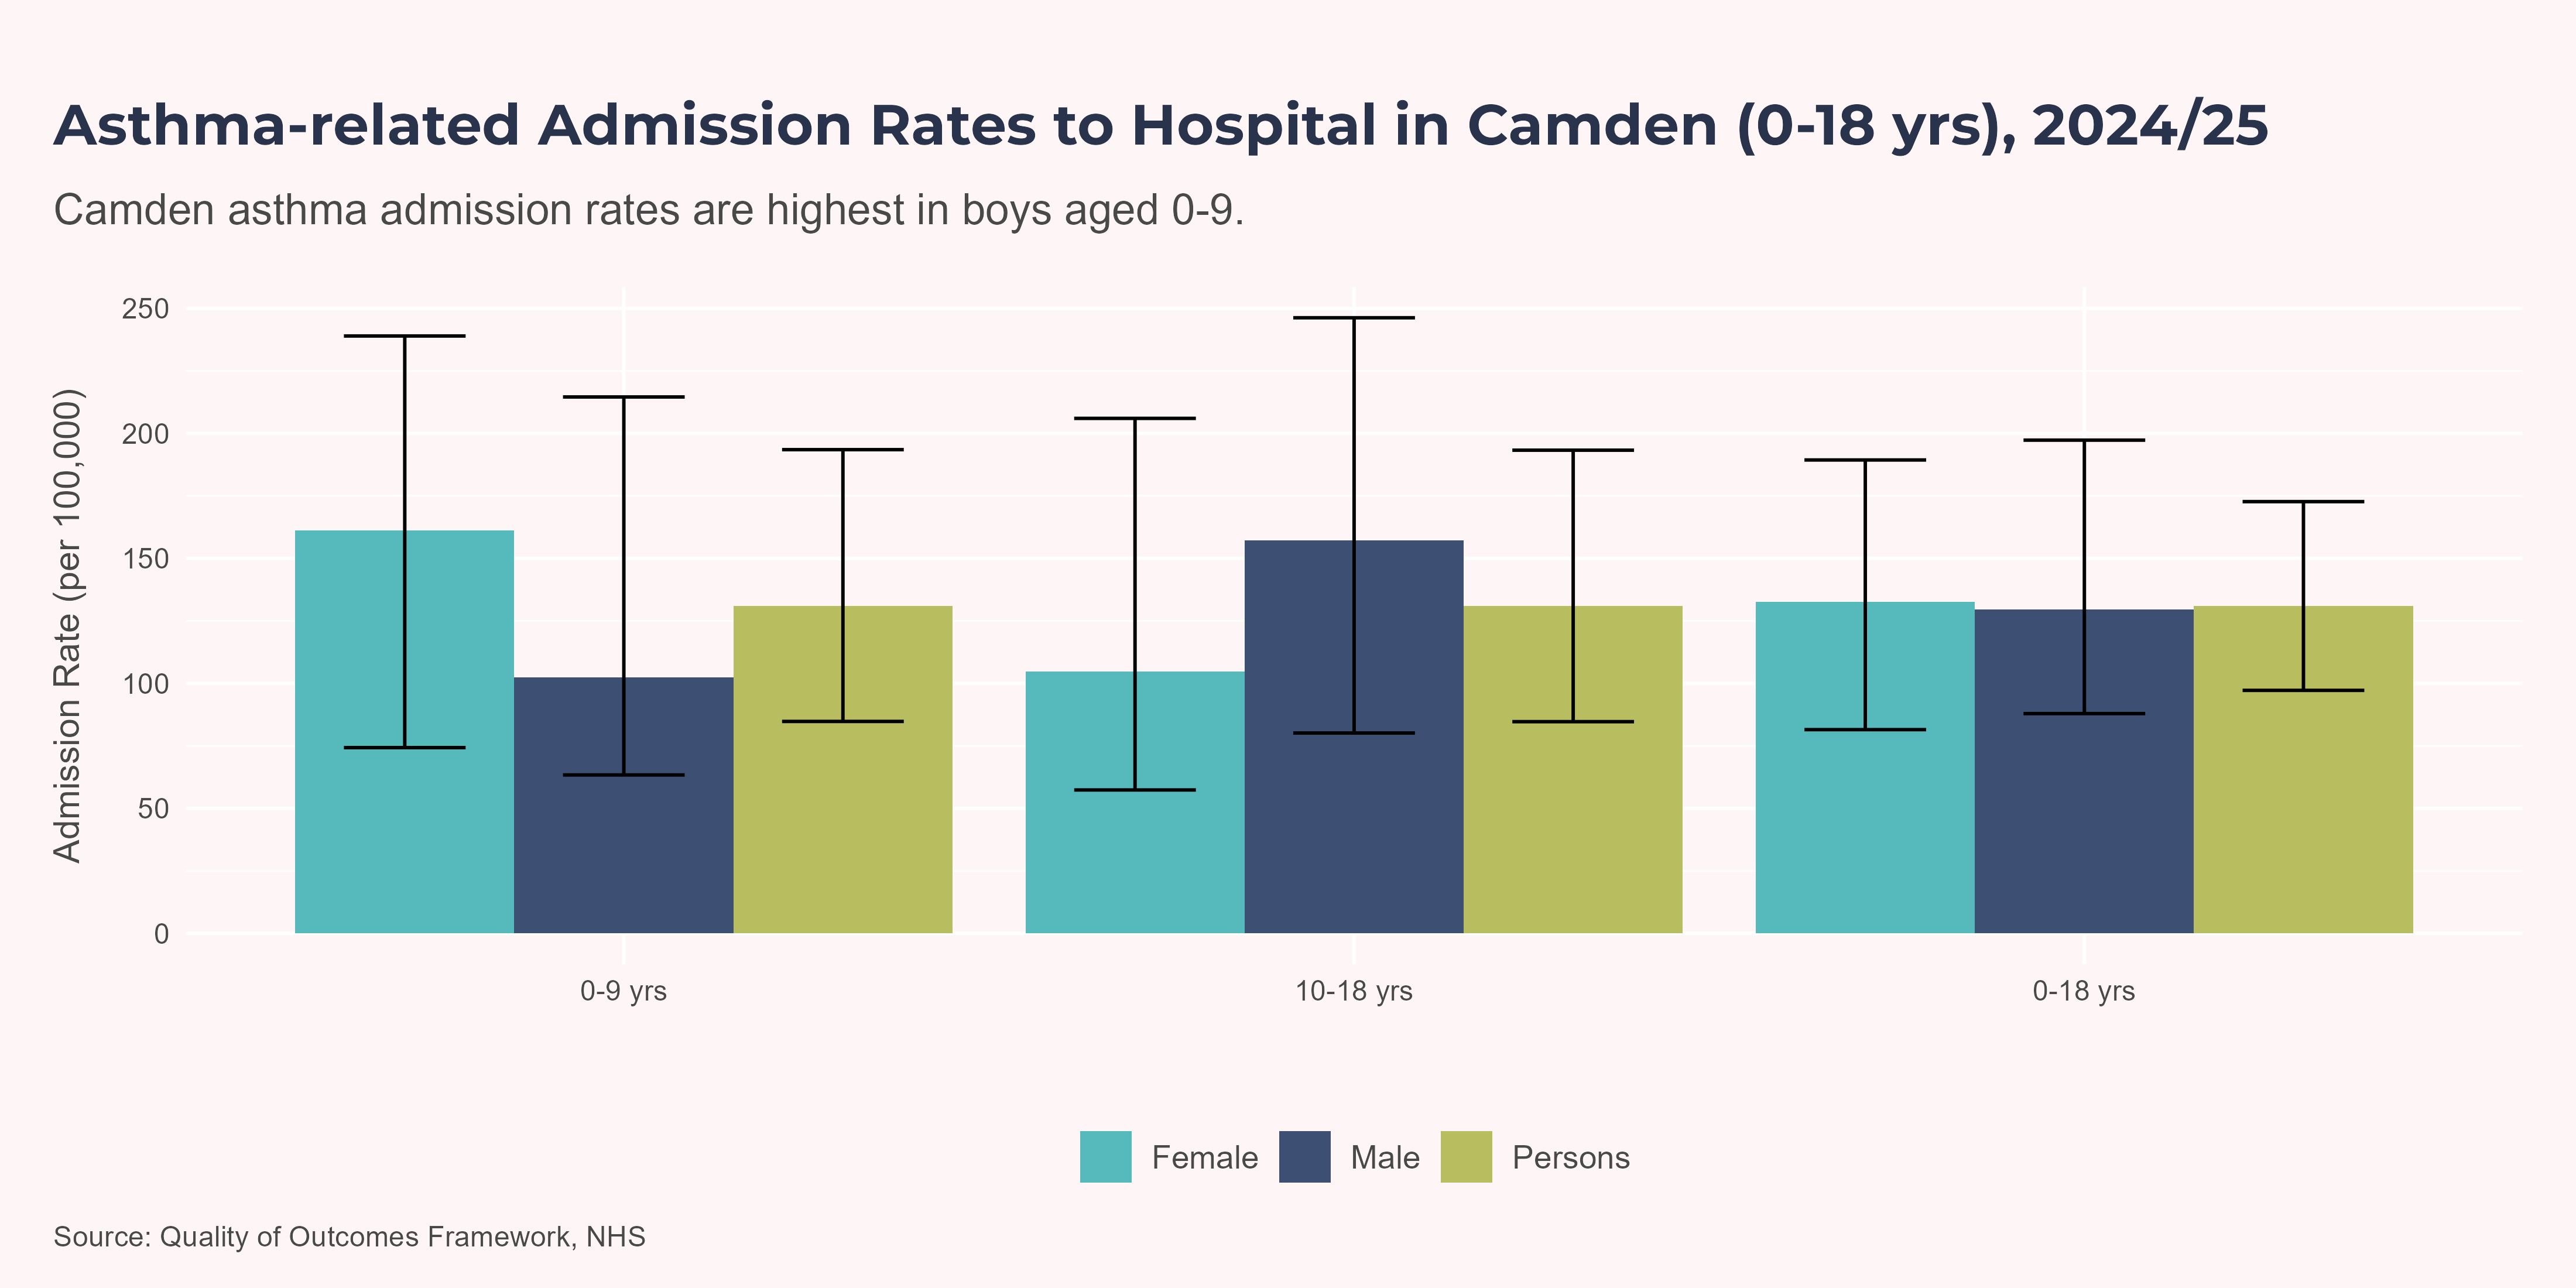 Asthma-related Admission Rates to Hospital in Camden (0-18 yrs), 2024/25
Camden asthma admission rates are highest in boys aged 0-9.
Admission Rate (per 100,000)
250
200
150
100
50
0
0-9 yrs
10-18 yrs
0-18 yrs
Female
Male
Persons
Source: Quality of Outcomes Framework, NHS